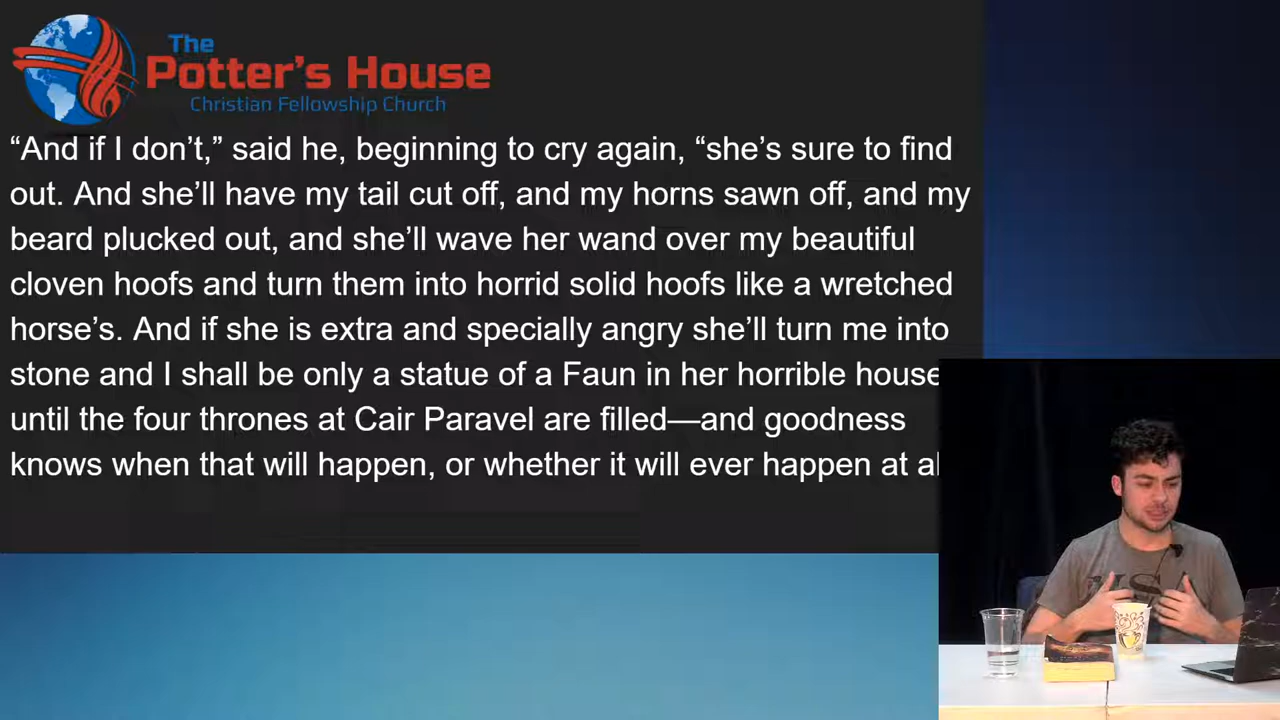 The
Potter's House
Christian Fellowship Church
“And if I don’t,” said he, beginning to cry again, “she’s sure to find
out. And she’ll have my tail cut off, and my horns sawn off, and my
beard plucked out, and she’ll wave her wand over my beautiful
cloven hoofs and turn them into horrid solid hoofs like a wretched
horse’s. And if she is extra and specially angry she’ll turn me into
stone and I shall be only a statue of a Faun in her horrible house
until the four thrones at Cair Paravel are filled—and goodness
knows when that will happen, or whether it will ever happen at
USA